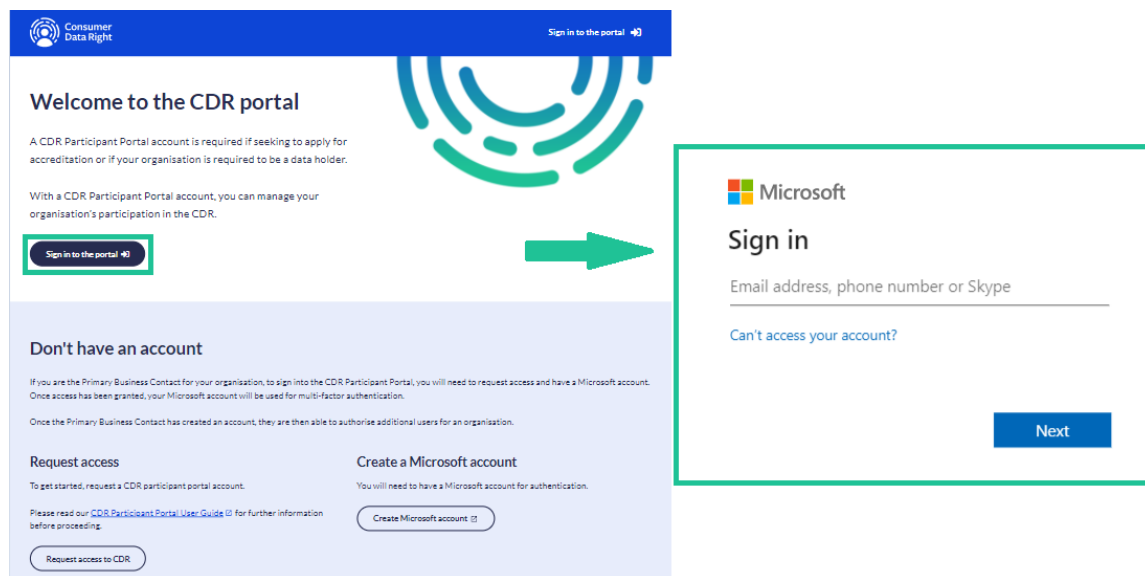 Consumer
Data Right
Sign in to the portal
Welcome to the CDR portal
A CDR Participant Portal account is required if seeking to apply for
accreditation or if your organisation is required to be a data holder.
With a CDR Participant Portal account, you can manage your
organisation's participation in the CDR.
Sign in to the portal
Don't have an account
If you are the Primary Business Contact for your organisation, to sign into the CDR Participant Portal, you will need to request access and have a Microsoft account.
Once access has been granted, your Microsoft account will be used for multi-factor authentication.
Once the Primary Business Contact has created an account, they are then able to authorise additional users for an organisation.
Request access
To get started, request a CDR participant portal account.
Please read our CDR Participant Portal User Guide for further information
before proceeding.
Request access to CDR
Create a Microsoft account
You will need to have a Microsoft account for authentication.
Create Microsoft account
Microsoft
Sign in
Email address, phone number or Skype
Can't access your account?
Next